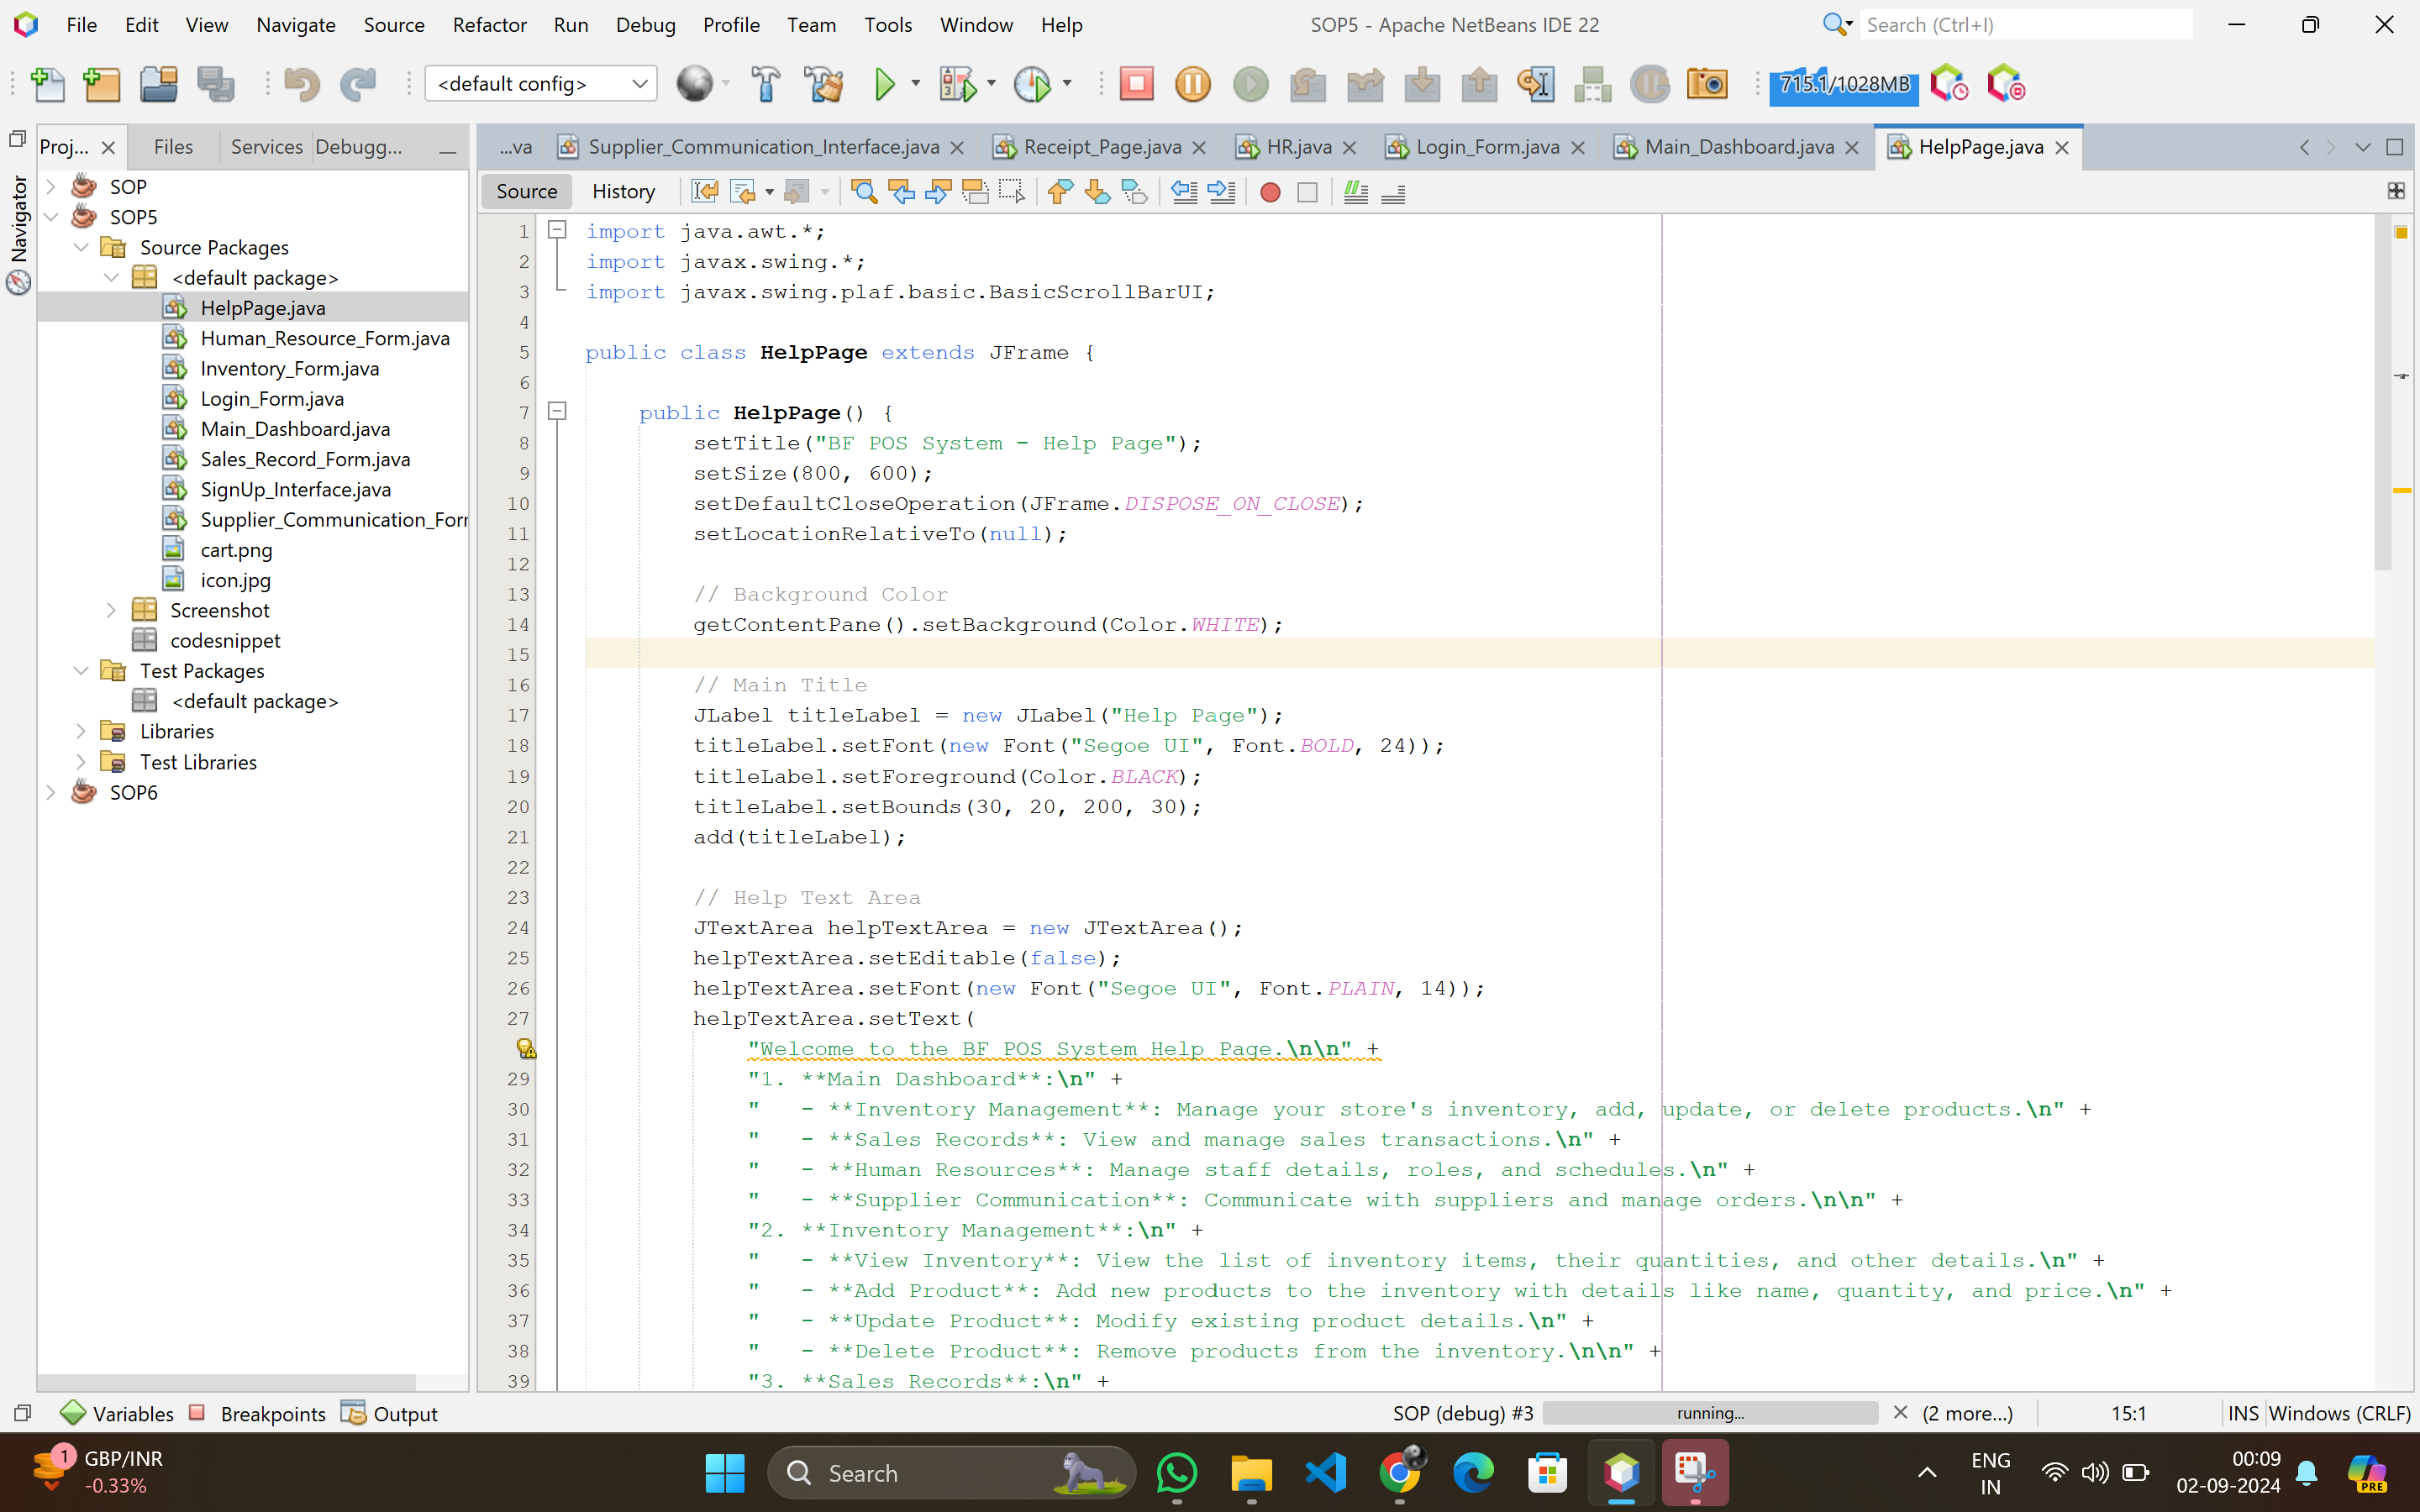 File Edit View Navigate Source Refactor Run Debug Profile Team Tools Window Help
SOP5 - Apache NetBeans IDE 22
Search (Ctrl+I)
<default config>
715.1/1028MB
Proj... Files Services Debugg...
...va Supplier_Communication_Interface.java Receipt_Page.java HR.java Login_Form.java Main_Dashboard.java HelpPage.java
Source History
Navigator
SOP
SOP5
Source Packages
<default package>
HelpPage.java
Human_Resource_Form.java
Inventory_Form.java
Login_Form.java
Main_Dashboard.java
Sales_Record_Form.java
SignUp_Interface.java
Supplier_Communication_For
cart.png
icon.jpg
Screenshot
codesnippet
Test Packages
<default package>
Libraries
Test Libraries
SOP6
1 import java.awt.*;
2 import javax.swing.*;
3 import javax.swing.plaf.basic.BasicScrollBarUI;
4
5 public class HelpPage extends JFrame {
6
7 public HelpPage() {
8 setTitle("BF POS System - Help Page");
9 setSize(800, 600);
10 setDefaultCloseOperation(JFrame.DISPOSE_ON_CLOSE);
11 setLocationRelativeTo(null);
12
13 // Background Color
14 getContentPane().setBackground(Color.WHITE);
15
16 // Main Title
17 JLabel titleLabel = new JLabel("Help Page");
18 titleLabel.setFont(new Font("Segoe UI", Font.BOLD, 24));
19 titleLabel.setForeground(Color.BLACK);
20 titleLabel.setBounds(30, 20, 200, 30);
21 add(titleLabel);
22
23 // Help Text Area
24 JTextArea helpTextArea = new JTextArea();
25 helpTextArea.setEditable(false);
26 helpTextArea.setFont(new Font("Segoe UI", Font.PLAIN, 14));
27 helpTextArea.setText(
"Welcome to the BF POS System Help Page.\n\n" +
29 "1. **Main Dashboard**:\n" +
30 "   - **Inventory Management**: Manage your store's inventory, add, update, or delete products.\n" +
31 "   - **Sales Records**: View and manage sales transactions.\n" +
32 "   - **Human Resources**: Manage staff details, roles, and schedules.\n" +
33 "   - **Supplier Communication**: Communicate with suppliers and manage orders.\n\n" +
34 "2. **Inventory Management**:\n" +
35 "   - **View Inventory**: View the list of inventory items, their quantities, and other details.\n" +
36 "   - **Add Product**: Add new products to the inventory with details like name, quantity, and price.\n" +
37 "   - **Update Product**: Modify existing product details.\n" +
38 "   - **Delete Product**: Remove products from the inventory.\n\n" +
39 "3. **Sales Records**:\n" +
Variables Breakpoints Output
SOP (debug) #3 running... (2 more...) 15:1 INS Windows (CRLF)
1
GBP/INR
-0.33%
Search
ENG
IN
00:09
02-09-2024
PRE